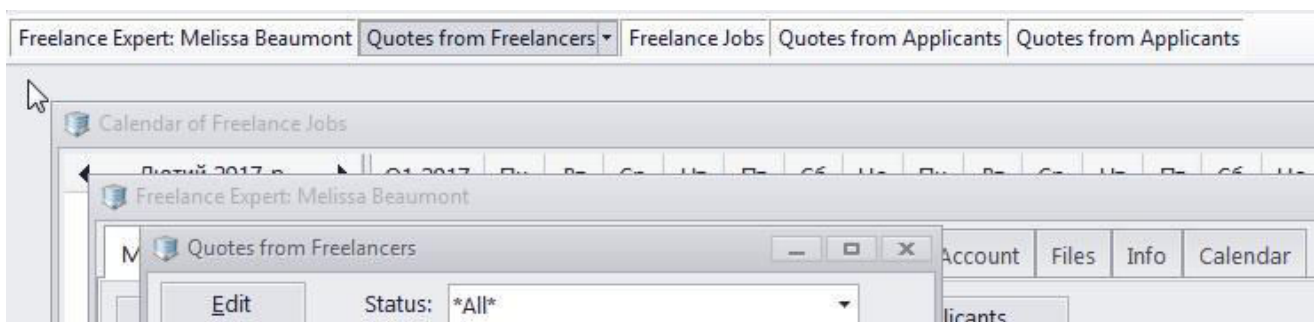 Freelance Expert: Melissa Beaumont Quotes from Freelancers Freelance Jobs Quotes from Applicants Quotes from Applicants
Calendar of Freelance Jobs
Лютий 2017 р. Q1 2017 Пн Вт Ср Чт Пт Сб Нд Пн Вт Ср Чт Пт Сб Нд
Freelance Expert: Melissa Beaumont
M Quotes from Freelancers Account Files Info Calendar
Edit Status: *All* licants